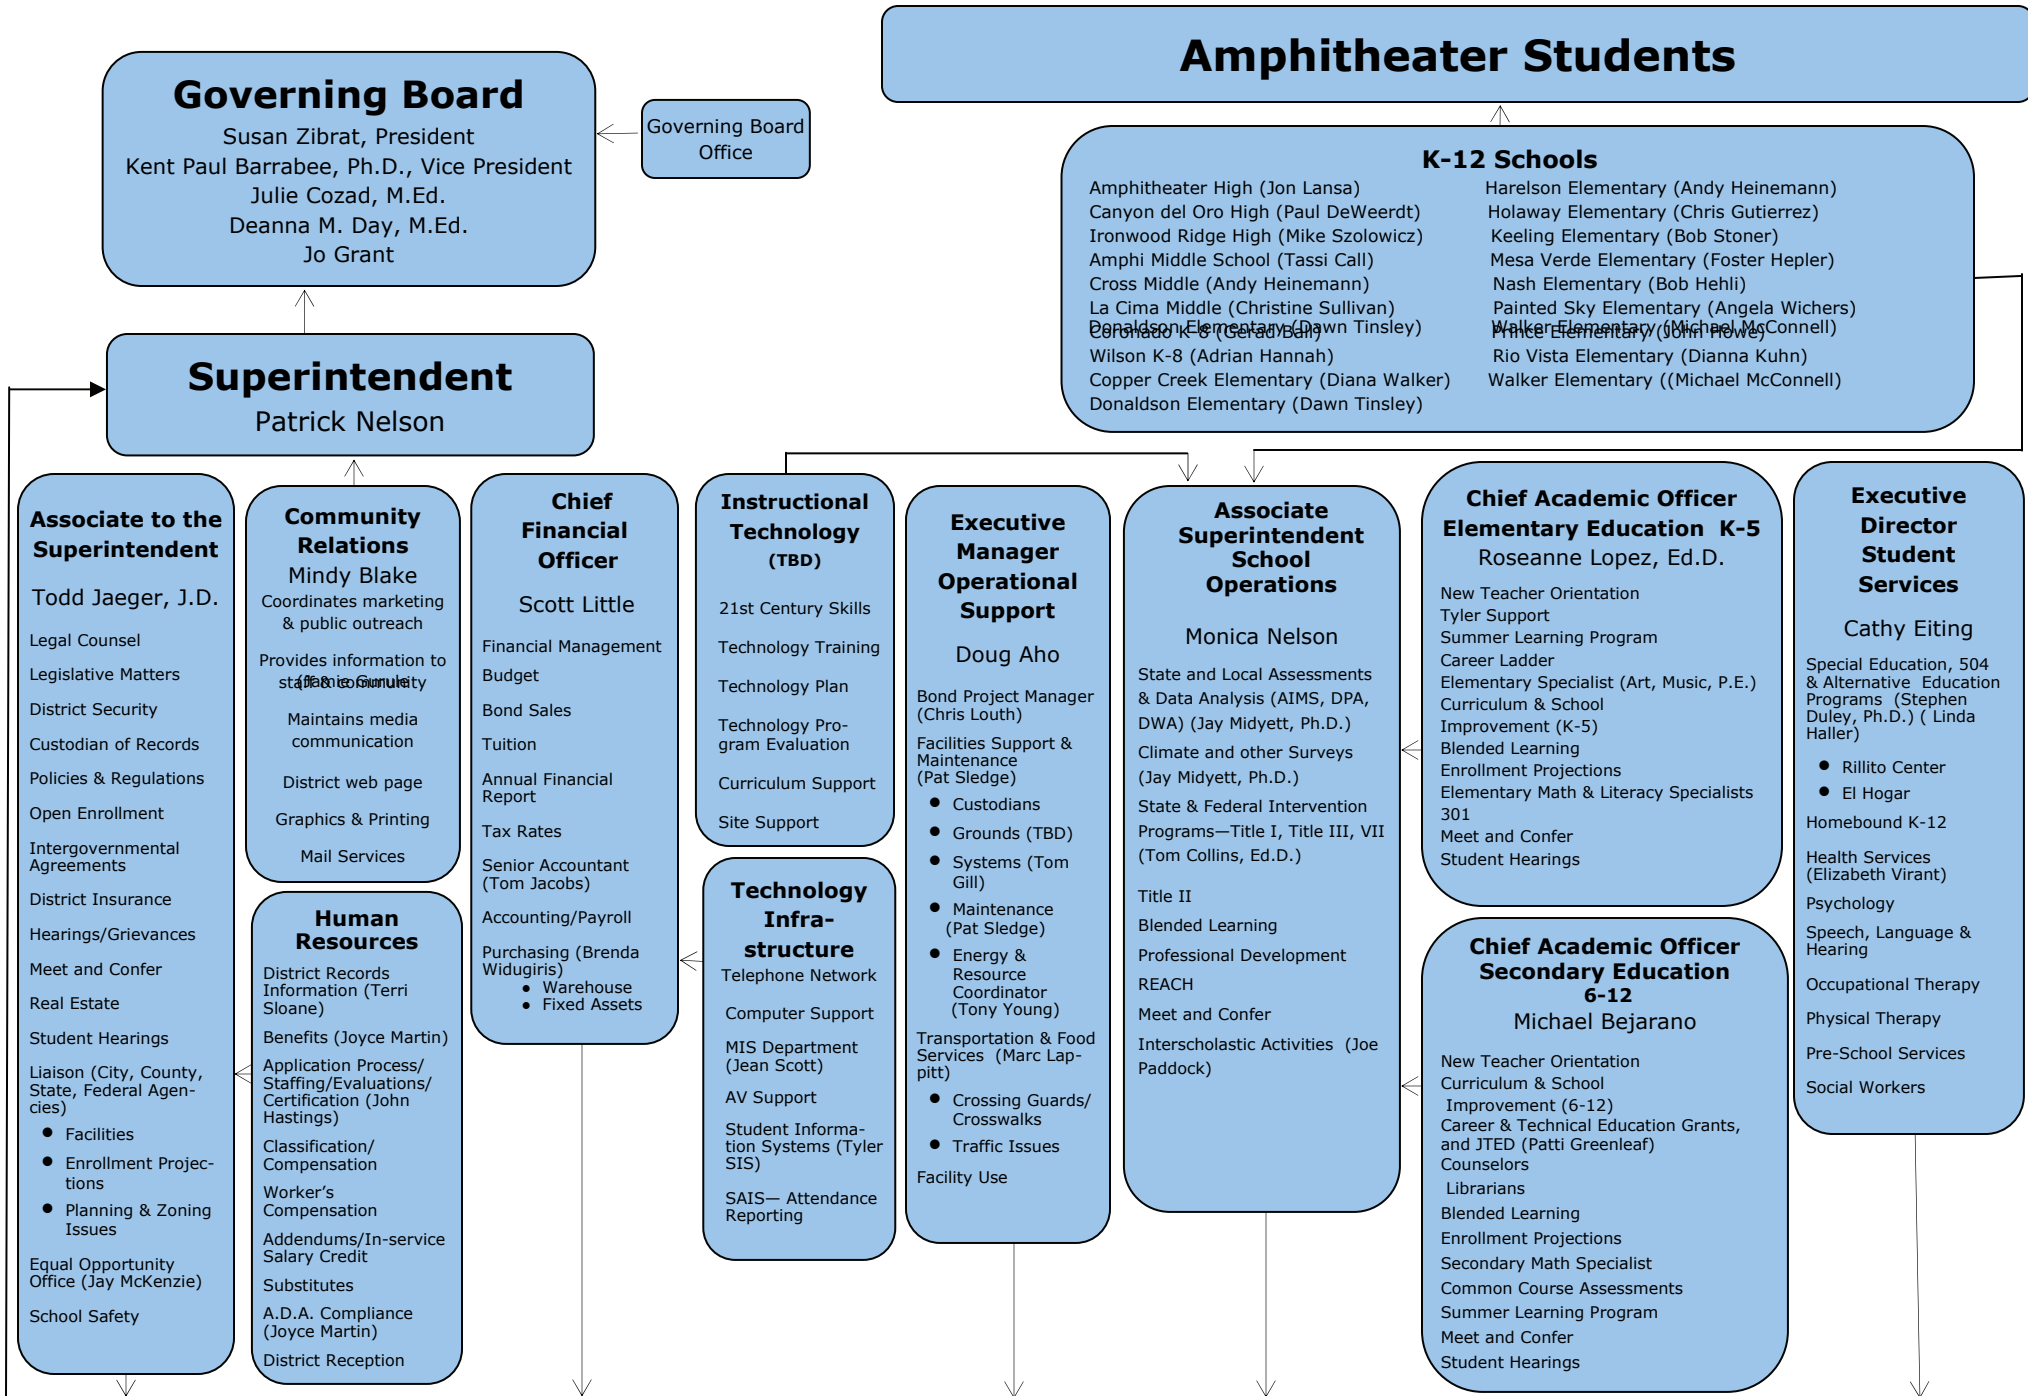 Amphitheater Students
Governing Board
Susan Zibrat, President
Kent Paul Barrabee, Ph.D., Vice President
Julie Cozad, M.Ed.
Deanna M. Day, M.Ed.
Jo Grant
Governing Board
Office
K-12 Schools
Amphitheater High (Jon Lansa)
Canyon del Oro High (Paul DeWeerdt)
Ironwood Ridge High (Mike Szolowicz)
Amphi Middle School (Tassi Call)
Cross Middle (Andy Heinemann)
La Cima Middle (Christine Sullivan)
Donaldson Elementary (Dawn Tinsley)
Coronado K-8 (Gerad Ball)
Wilson K-8 (Adrian Hannah)
Copper Creek Elementary (Diana Walker)
Donaldson Elementary (Dawn Tinsley)
Harelson Elementary (Andy Heinemann)
Holaway Elementary (Chris Gutierrez)
Keeling Elementary (Bob Stoner)
Mesa Verde Elementary (Foster Hepler)
Nash Elementary (Bob Hehli)
Painted Sky Elementary (Angela Wichers)
Walker Elementary (Michael McConnell)
Prince Elementary (John Howe)
Rio Vista Elementary (Dianna Kuhn)
Walker Elementary ((Michael McConnell)
Superintendent
Patrick Nelson
Associate to the
Superintendent
Todd Jaeger, J.D.
Legal Counsel
Legislative Matters
District Security
Custodian of Records
Policies & Regulations
Open Enrollment
Intergovernmental
Agreements
District Insurance
Hearings/Grievances
Meet and Confer
Real Estate
Student Hearings
Liaison (City, County,
State, Federal Agen-
cies)
• Facilities
• Enrollment Projec-
tions
• Planning & Zoning
Issues
Equal Opportunity
Office (Jay McKenzie)
School Safety
Community
Relations
Mindy Blake
Coordinates marketing
& public outreach
Provides information to
staff & community
(Jamie Gurule
Maintains media
communication
District web page
Graphics & Printing
Mail Services
Human
Resources
District Records
Information (Terri
Sloane)
Benefits (Joyce Martin)
Application Process/
Staffing/Evaluations/
Certification (John
Hastings)
Classification/
Compensation
Worker’s
Compensation
Addendums/In-service
Salary Credit
Substitutes
A.D.A. Compliance
(Joyce Martin)
District Reception
Chief
Financial
Officer
Scott Little
Financial Management
Budget
Bond Sales
Tuition
Annual Financial
Report
Tax Rates
Senior Accountant
(Tom Jacobs)
Accounting/Payroll
Purchasing (Brenda
Widugiris)
• Warehouse
• Fixed Assets
Instructional
Technology
(TBD)
21st Century Skills
Technology Training
Technology Plan
Technology Pro-
gram Evaluation
Curriculum Support
Site Support
Technology
Infra-
structure
Telephone Network
Computer Support
MIS Department
(Jean Scott)
AV Support
Student Informa-
tion Systems (Tyler
SIS)
SAIS— Attendance
Reporting
Executive
Manager
Operational
Support
Doug Aho
Bond Project Manager
(Chris Louth)
Facilities Support &
Maintenance
(Pat Sledge)
• Custodians
• Grounds (TBD)
• Systems (Tom
Gill)
• Maintenance
(Pat Sledge)
• Energy &
Resource
Coordinator
(Tony Young)
Transportation & Food
Services (Marc Lap-
pitt)
• Crossing Guards/
Crosswalks
• Traffic Issues
Facility Use
Associate
Superintendent
School
Operations
Monica Nelson
State and Local Assessments
& Data Analysis (AIMS, DPA,
DWA) (Jay Midyett, Ph.D.)
Climate and other Surveys
(Jay Midyett, Ph.D.)
State & Federal Intervention
Programs—Title I, Title III, VII
(Tom Collins, Ed.D.)
Title II
Blended Learning
Professional Development
REACH
Meet and Confer
Interscholastic Activities (Joe
Paddock)
Chief Academic Officer
Elementary Education K-5
Roseanne Lopez, Ed.D.
New Teacher Orientation
Tyler Support
Summer Learning Program
Career Ladder
Elementary Specialist (Art, Music, P.E.)
Curriculum & School
Improvement (K-5)
Blended Learning
Enrollment Projections
Elementary Math & Literacy Specialists
301
Meet and Confer
Student Hearings
Chief Academic Officer
Secondary Education
6-12
Michael Bejarano
New Teacher Orientation
Curriculum & School
Improvement (6-12)
Career & Technical Education Grants,
and JTED (Patti Greenleaf)
Counselors
Librarians
Blended Learning
Enrollment Projections
Secondary Math Specialist
Common Course Assessments
Summer Learning Program
Meet and Confer
Student Hearings
Executive
Director
Student
Services
Cathy Eiting
Special Education, 504
& Alternative Education
Programs (Stephen
Duley, Ph.D.) ( Linda
Haller)
• Rillito Center
• El Hogar
Homebound K-12
Health Services
(Elizabeth Virant)
Psychology
Speech, Language &
Hearing
Occupational Therapy
Physical Therapy
Pre-School Services
Social Workers